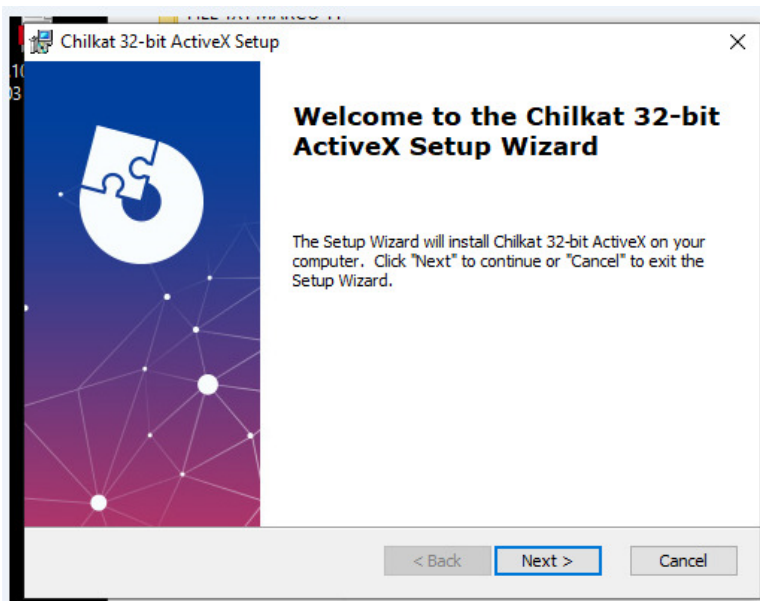 Chilkat 32-bit ActiveX Setup
Welcome to the Chilkat 32-bit
ActiveX Setup Wizard
The Setup Wizard will install Chilkat 32-bit ActiveX on your
computer. Click "Next" to continue or "Cancel" to exit the
Setup Wizard.
< Back
Next >
Cancel